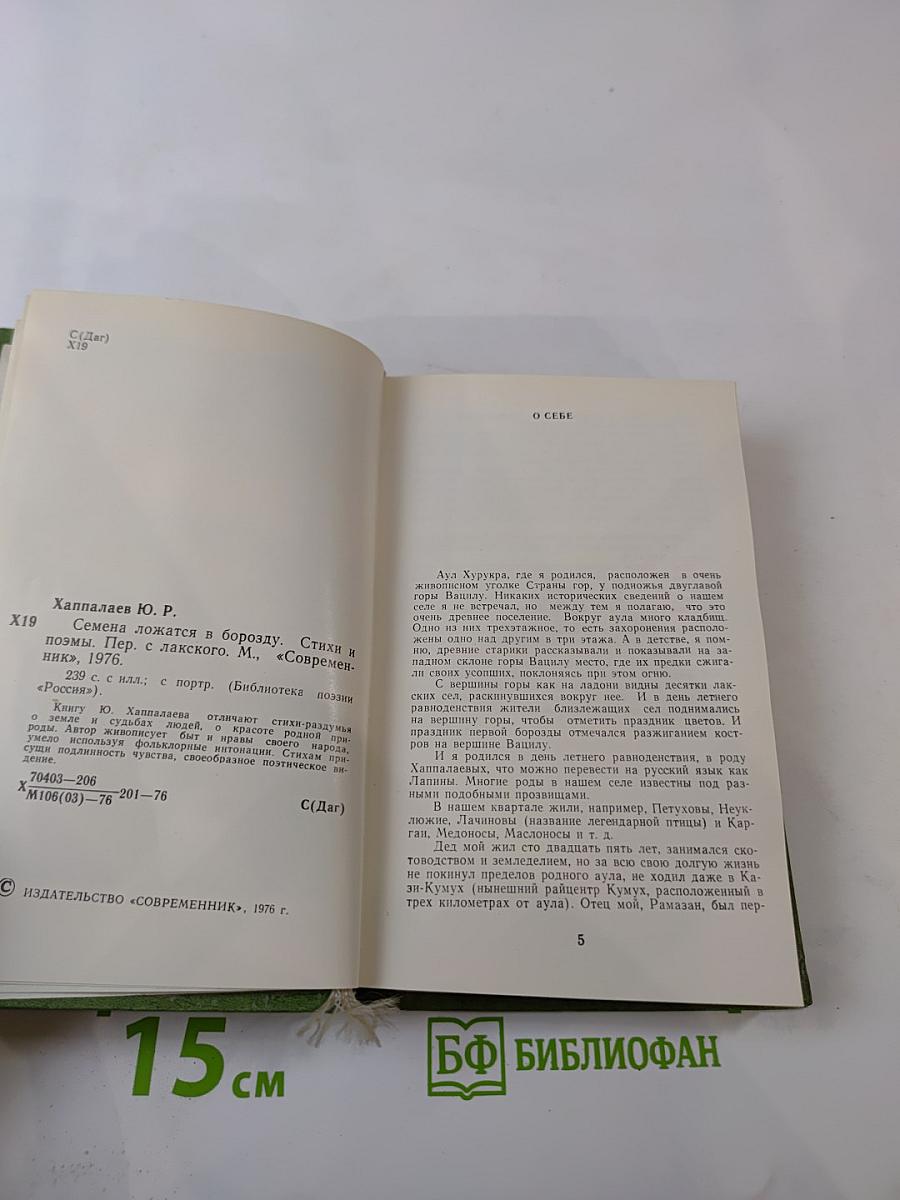 С(Даг)
Х19
Хаппалаев Ю. Р.
Х19
Семена ложатся в борозду. Стихи и
поэмы. Пер. с лакского. М., «Современ-
ник», 1976.
239 с. с илл.; с портр. (Библиотека поэзии
«Россия»).
Книгу Ю. Хаппалаева отличают стихи-раздумья
о земле и судьбах людей, о красоте родной при-
роды. Автор живописует быт и нравы своего народа,
умело используя фольклорные интонации. Стихам при-
сущи подлинность чувства, своеобразное поэтическое ви-
дение.
Х 70403—206
М106(03)—76 201—76
С(Даг)
© ИЗДАТЕЛЬСТВО «СОВРЕМЕННИК», 1976 г.
О СЕБЕ
Аул Хурукра, где я родился, расположен в очень
живописном уголке Страны гор, у подножья двуглавой
горы Вацилу. Никаких исторических сведений о нашем
селе я не встречал, но между тем я полагаю, что это
очень древнее поселение. Вокруг аула много кладбищ.
Одно из них трехэтажное, то есть захоронения располо-
жены одно над другим в три этажа. А в детстве, я пом-
ню, древние старики рассказывали и показывали на за-
падном склоне горы Вацилу место, где их предки сжига-
ли своих усопших, поклоняясь при этом огню.
С вершины горы как на ладони видны десятки лак-
ских сел, раскинувшихся вокруг нее. И в день летнего
равноденствия жители близлежащих сел поднимались
на вершину горы, чтобы отметить праздник цветов. И
праздник первой борозды отмечался разжиганием кост-
ров на вершине Вацилу.
И я родился в день летнего равноденствия, в роду
Хаппалаевых, что можно перевести на русский язык как
Лапины. Многие роды в нашем селе известны под раз-
ными подобными прозвищами.
В нашем квартале жили, например, Петуховы, Неук-
люжие, Лачиновы (название легендарной птицы) и Кар-
гаи, Медоносы, Маслоносы и т. д.
Дед мой жил сто двадцать пять лет, занимался ско-
товодством и земледелием, но за всю свою долгую жизнь
не покинул пределов родного аула, не ходил даже в Ка-
зи-Кумух (нынешний райцентр Кумух, расположенный в
трех километрах от аула). Отец мой, Рамазан, был пер-
5
15 см
БФ БИБЛИОФАН